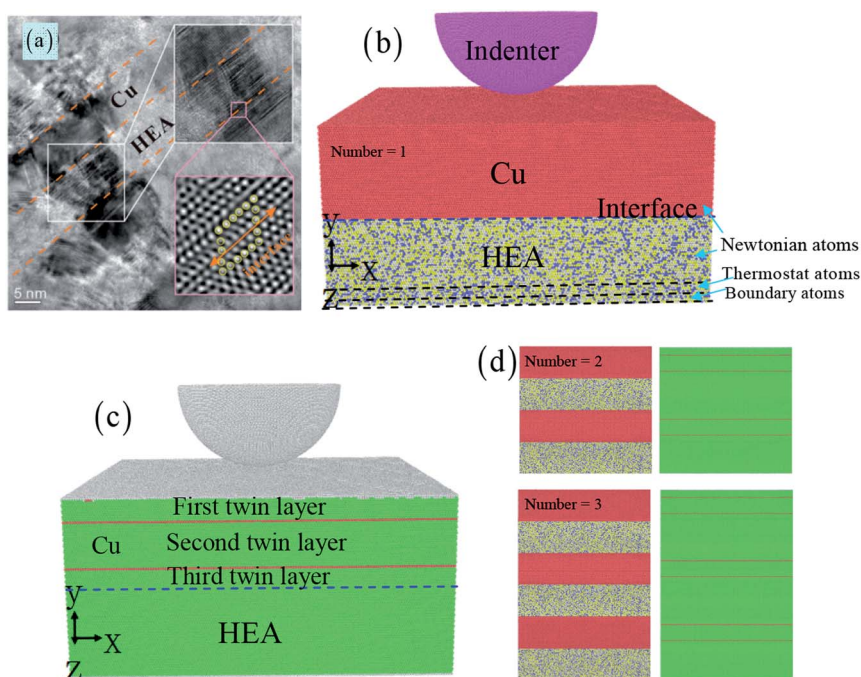 (a)
Cu
HEA
5 nm
Interface
(b)
Indenter
Number = 1
Cu
Interface
HEA
y
X
Z
Newtonian atoms
Thermostat atoms
Boundary atoms
(c)
First twin layer
Cu
Second twin layer
Third twin layer
y
X
Z
HEA
(d)
Number = 2
Number = 3